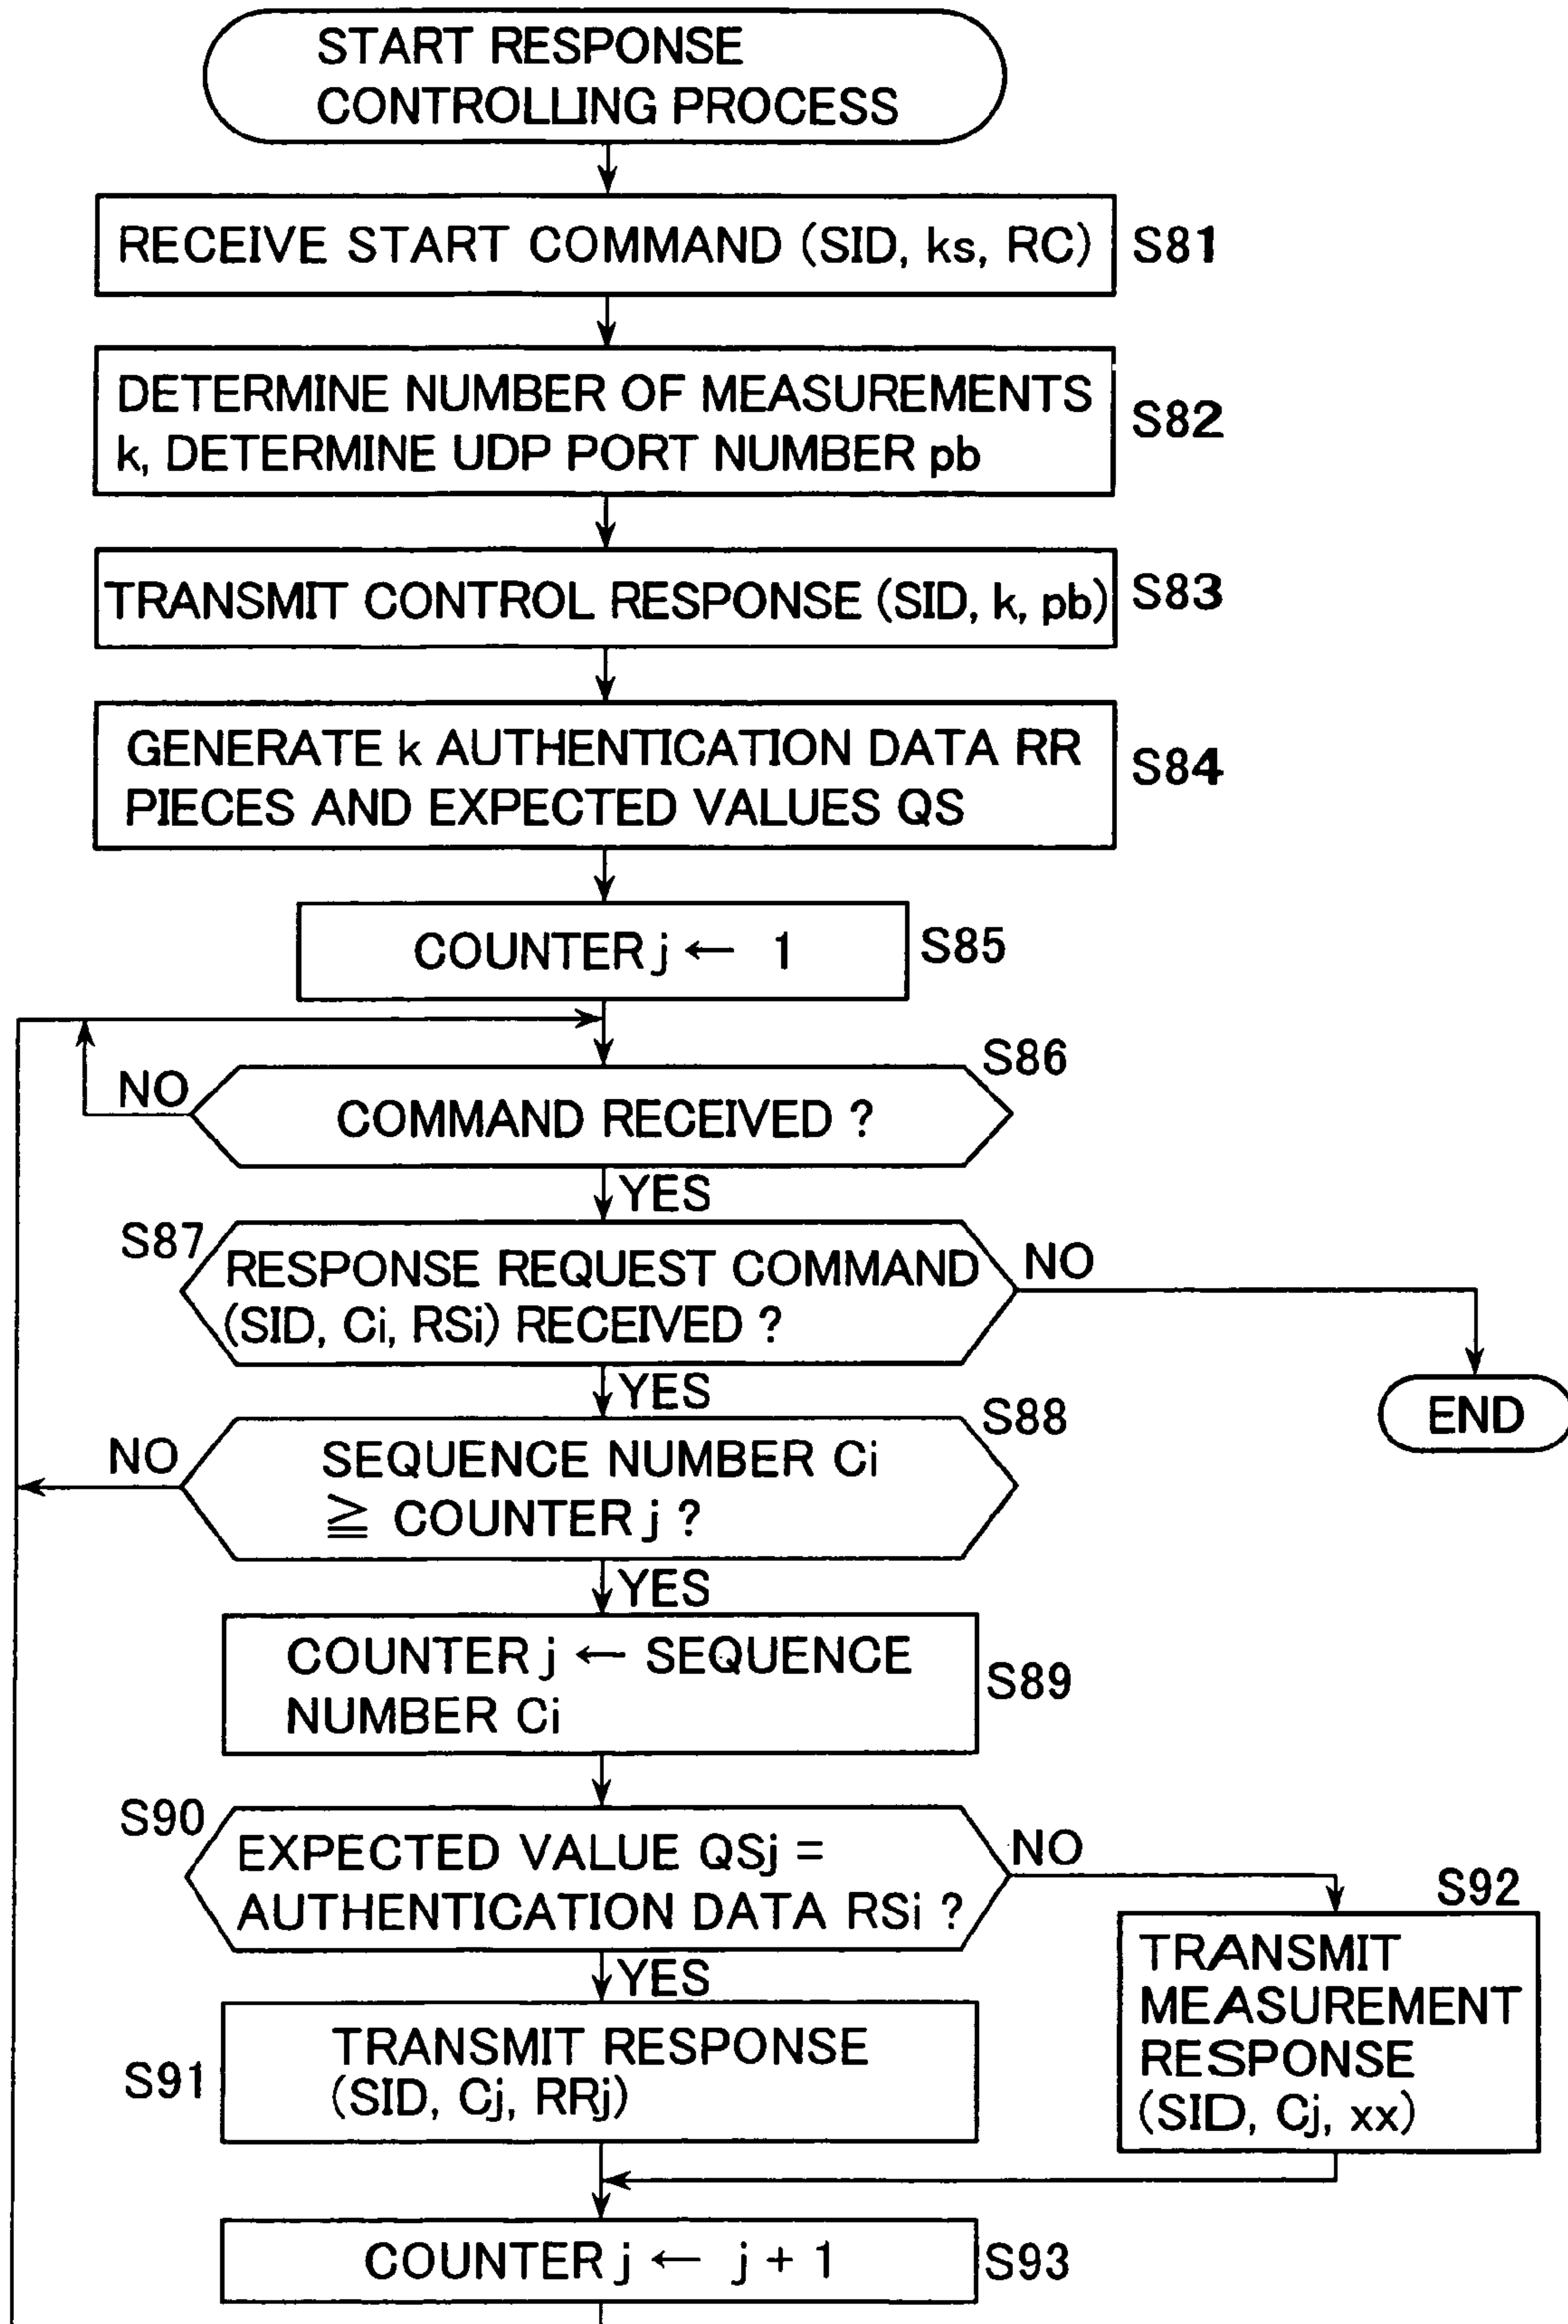 START RESPONSE
CONTROLLING PROCESS
RECEIVE START COMMAND (SID, ks, RC)
S81
DETERMINE NUMBER OF MEASUREMENTS
k, DETERMINE UDP PORT NUMBER pb
S82
TRANSMIT CONTROL RESPONSE (SID, k, pb)
S83
GENERATE k AUTHENTICATION DATA RR
PIECES AND EXPECTED VALUES QS
S84
COUNTER j ← 1
S85
S86
NO
COMMAND RECEIVED ?
YES
S87
RESPONSE REQUEST COMMAND
(SID, Ci, RSi) RECEIVED ?
NO
YES
END
S88
NO
SEQUENCE NUMBER Ci
≧ COUNTER j ?
YES
COUNTER j ← SEQUENCE
NUMBER Ci
S89
S90
EXPECTED VALUE QSj =
AUTHENTICATION DATA RSi ?
NO
YES
S92
TRANSMIT
MEASUREMENT
RESPONSE
(SID, Cj, xx)
S91
TRANSMIT RESPONSE
(SID, Cj, RRj)
COUNTER j ← j + 1
S93